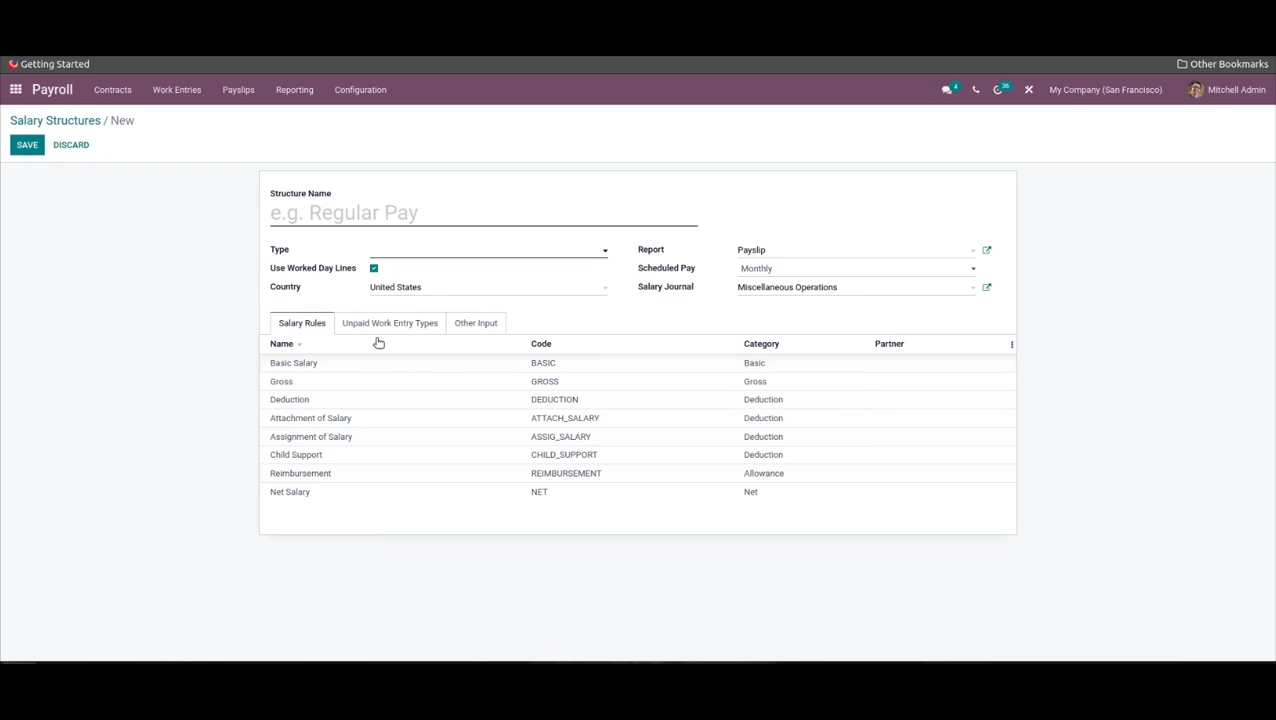 Getting Started Other Bookmarks
Payroll Contracts Work Entries Payslips Reporting Configuration 4 36 My Company (San Francisco) Mitchell Admin
Salary Structures / New
SAVE DISCARD
Structure Name
e.g. Regular Pay
Type Report Payslip
Use Worked Day Lines Scheduled Pay Monthly
Country United States Salary Journal Miscellaneous Operations
Salary Rules Unpaid Work Entry Types Other Input
Name Code Category Partner
Basic Salary BASIC Basic
Gross GROSS Gross
Deduction DEDUCTION Deduction
Attachment of Salary ATTACH_SALARY Deduction
Assignment of Salary ASSIG_SALARY Deduction
Child Support CHILD_SUPPORT Deduction
Reimbursement REIMBURSEMENT Allowance
Net Salary NET Net